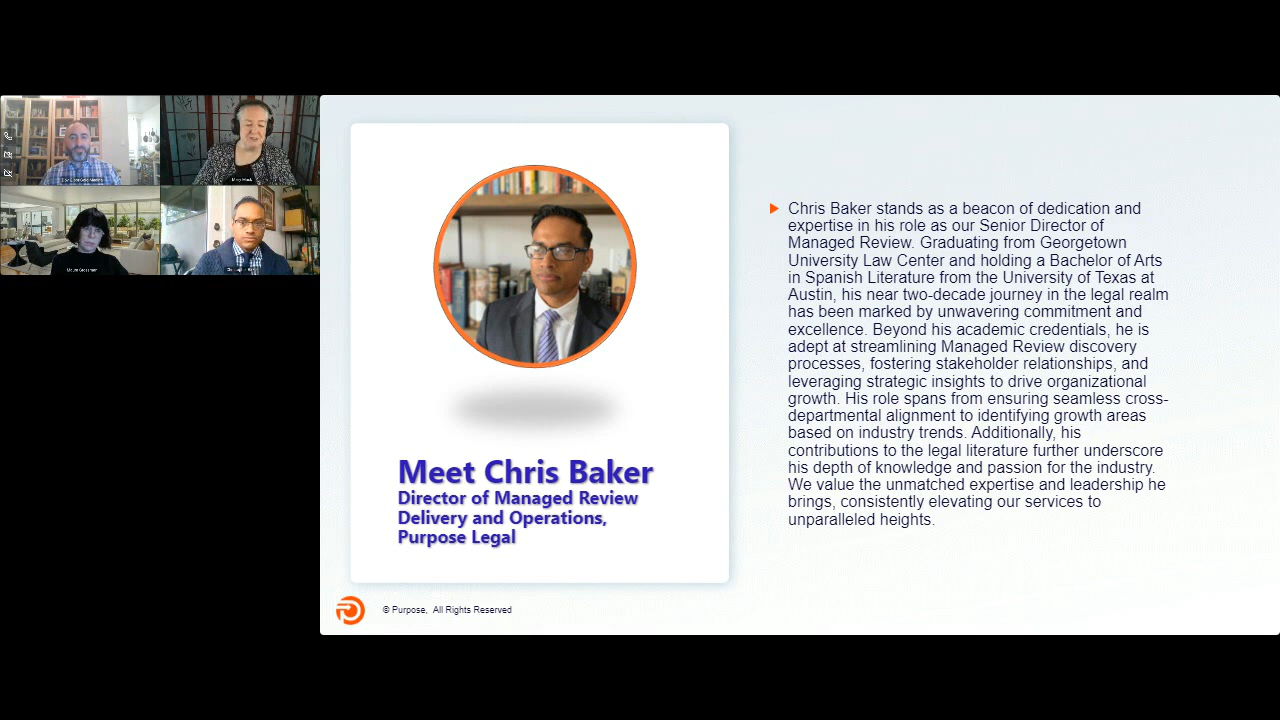 Mary Mack
Maura Grossman
Meet Chris Baker
Director of Managed Review
Delivery and Operations,
Purpose Legal
Chris Baker stands as a beacon of dedication and
expertise in his role as our Senior Director of
Managed Review. Graduating from Georgetown
University Law Center and holding a Bachelor of Arts
in Spanish Literature from the University of Texas at
Austin, his near two-decade journey in the legal realm
has been marked by unwavering commitment and
excellence. Beyond his academic credentials, he is
adept at streamlining Managed Review discovery
processes, fostering stakeholder relationships, and
leveraging strategic insights to drive organizational
growth. His role spans from ensuring seamless cross-
departmental alignment to identifying growth areas
based on industry trends. Additionally, his
contributions to the legal literature further underscore
his depth of knowledge and passion for the industry.
We value the unmatched expertise and leadership he
brings, consistently elevating our services to
unparalleled heights.
© Purpose, All Rights Reserved